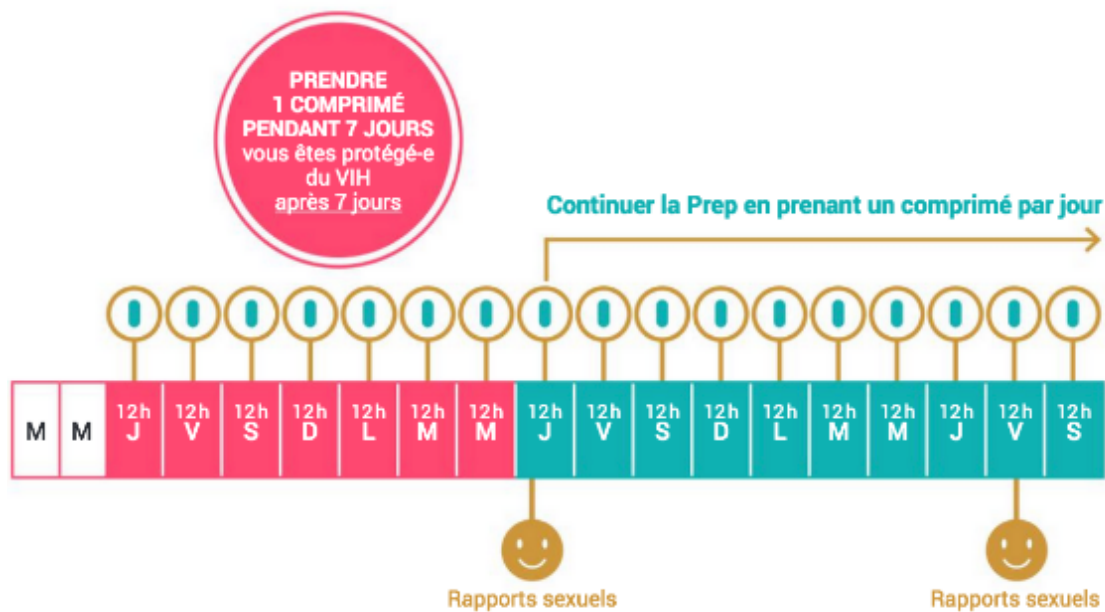 PRENDRE
1 COMPRIMÉ
PENDANT 7 JOURS
vous êtes protégé-e
du VIH
après 7 jours
Continuer la Prep en prenant un comprimé par jour
12h 12h 12h 12h 12h 12h 12h 12h 12h 12h 12h 12h 12h 12h 12h 12h 12h
M M J V S D L M M J V S D L M M J V S
Rapports sexuels Rapports sexuels